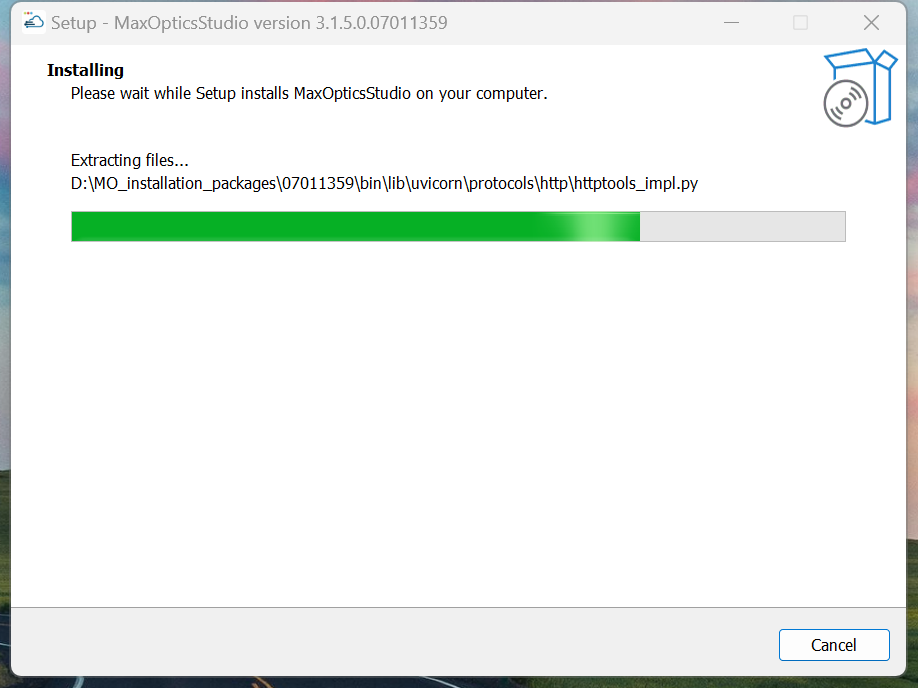 Setup - MaxOpticsStudio version 3.1.5.0.07011359
Installing
Please wait while Setup installs MaxOpticsStudio on your computer.
Extracting files...
D:\MO_installation_packages\07011359\bin\lib\uvicorn\protocols\http\httptools_impl.py
Cancel